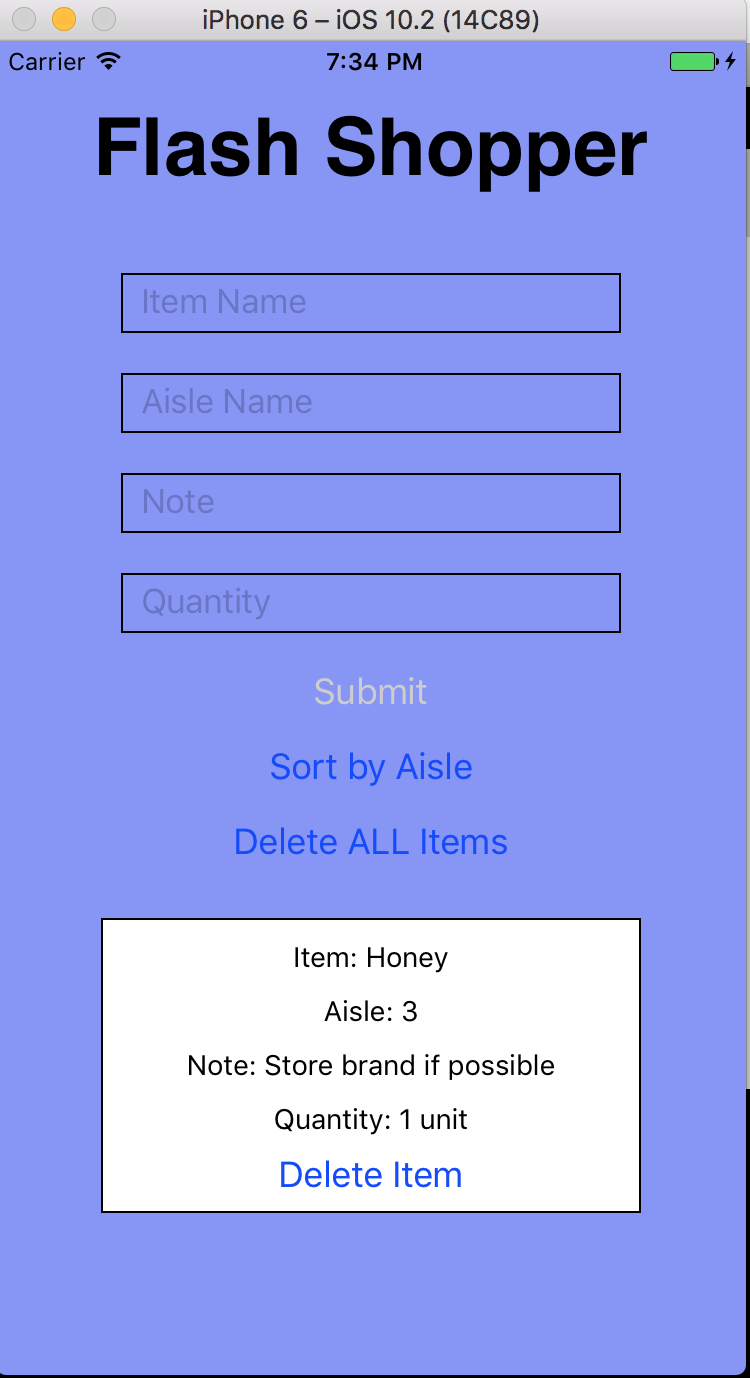 iPhone 6 – iOS 10.2 (14C89)
Carrier 7:34 PM
Flash Shopper
Item Name
Aisle Name
Note
Quantity
Submit
Sort by Aisle
Delete ALL Items
Item: Honey
Aisle: 3
Note: Store brand if possible
Quantity: 1 unit
Delete Item